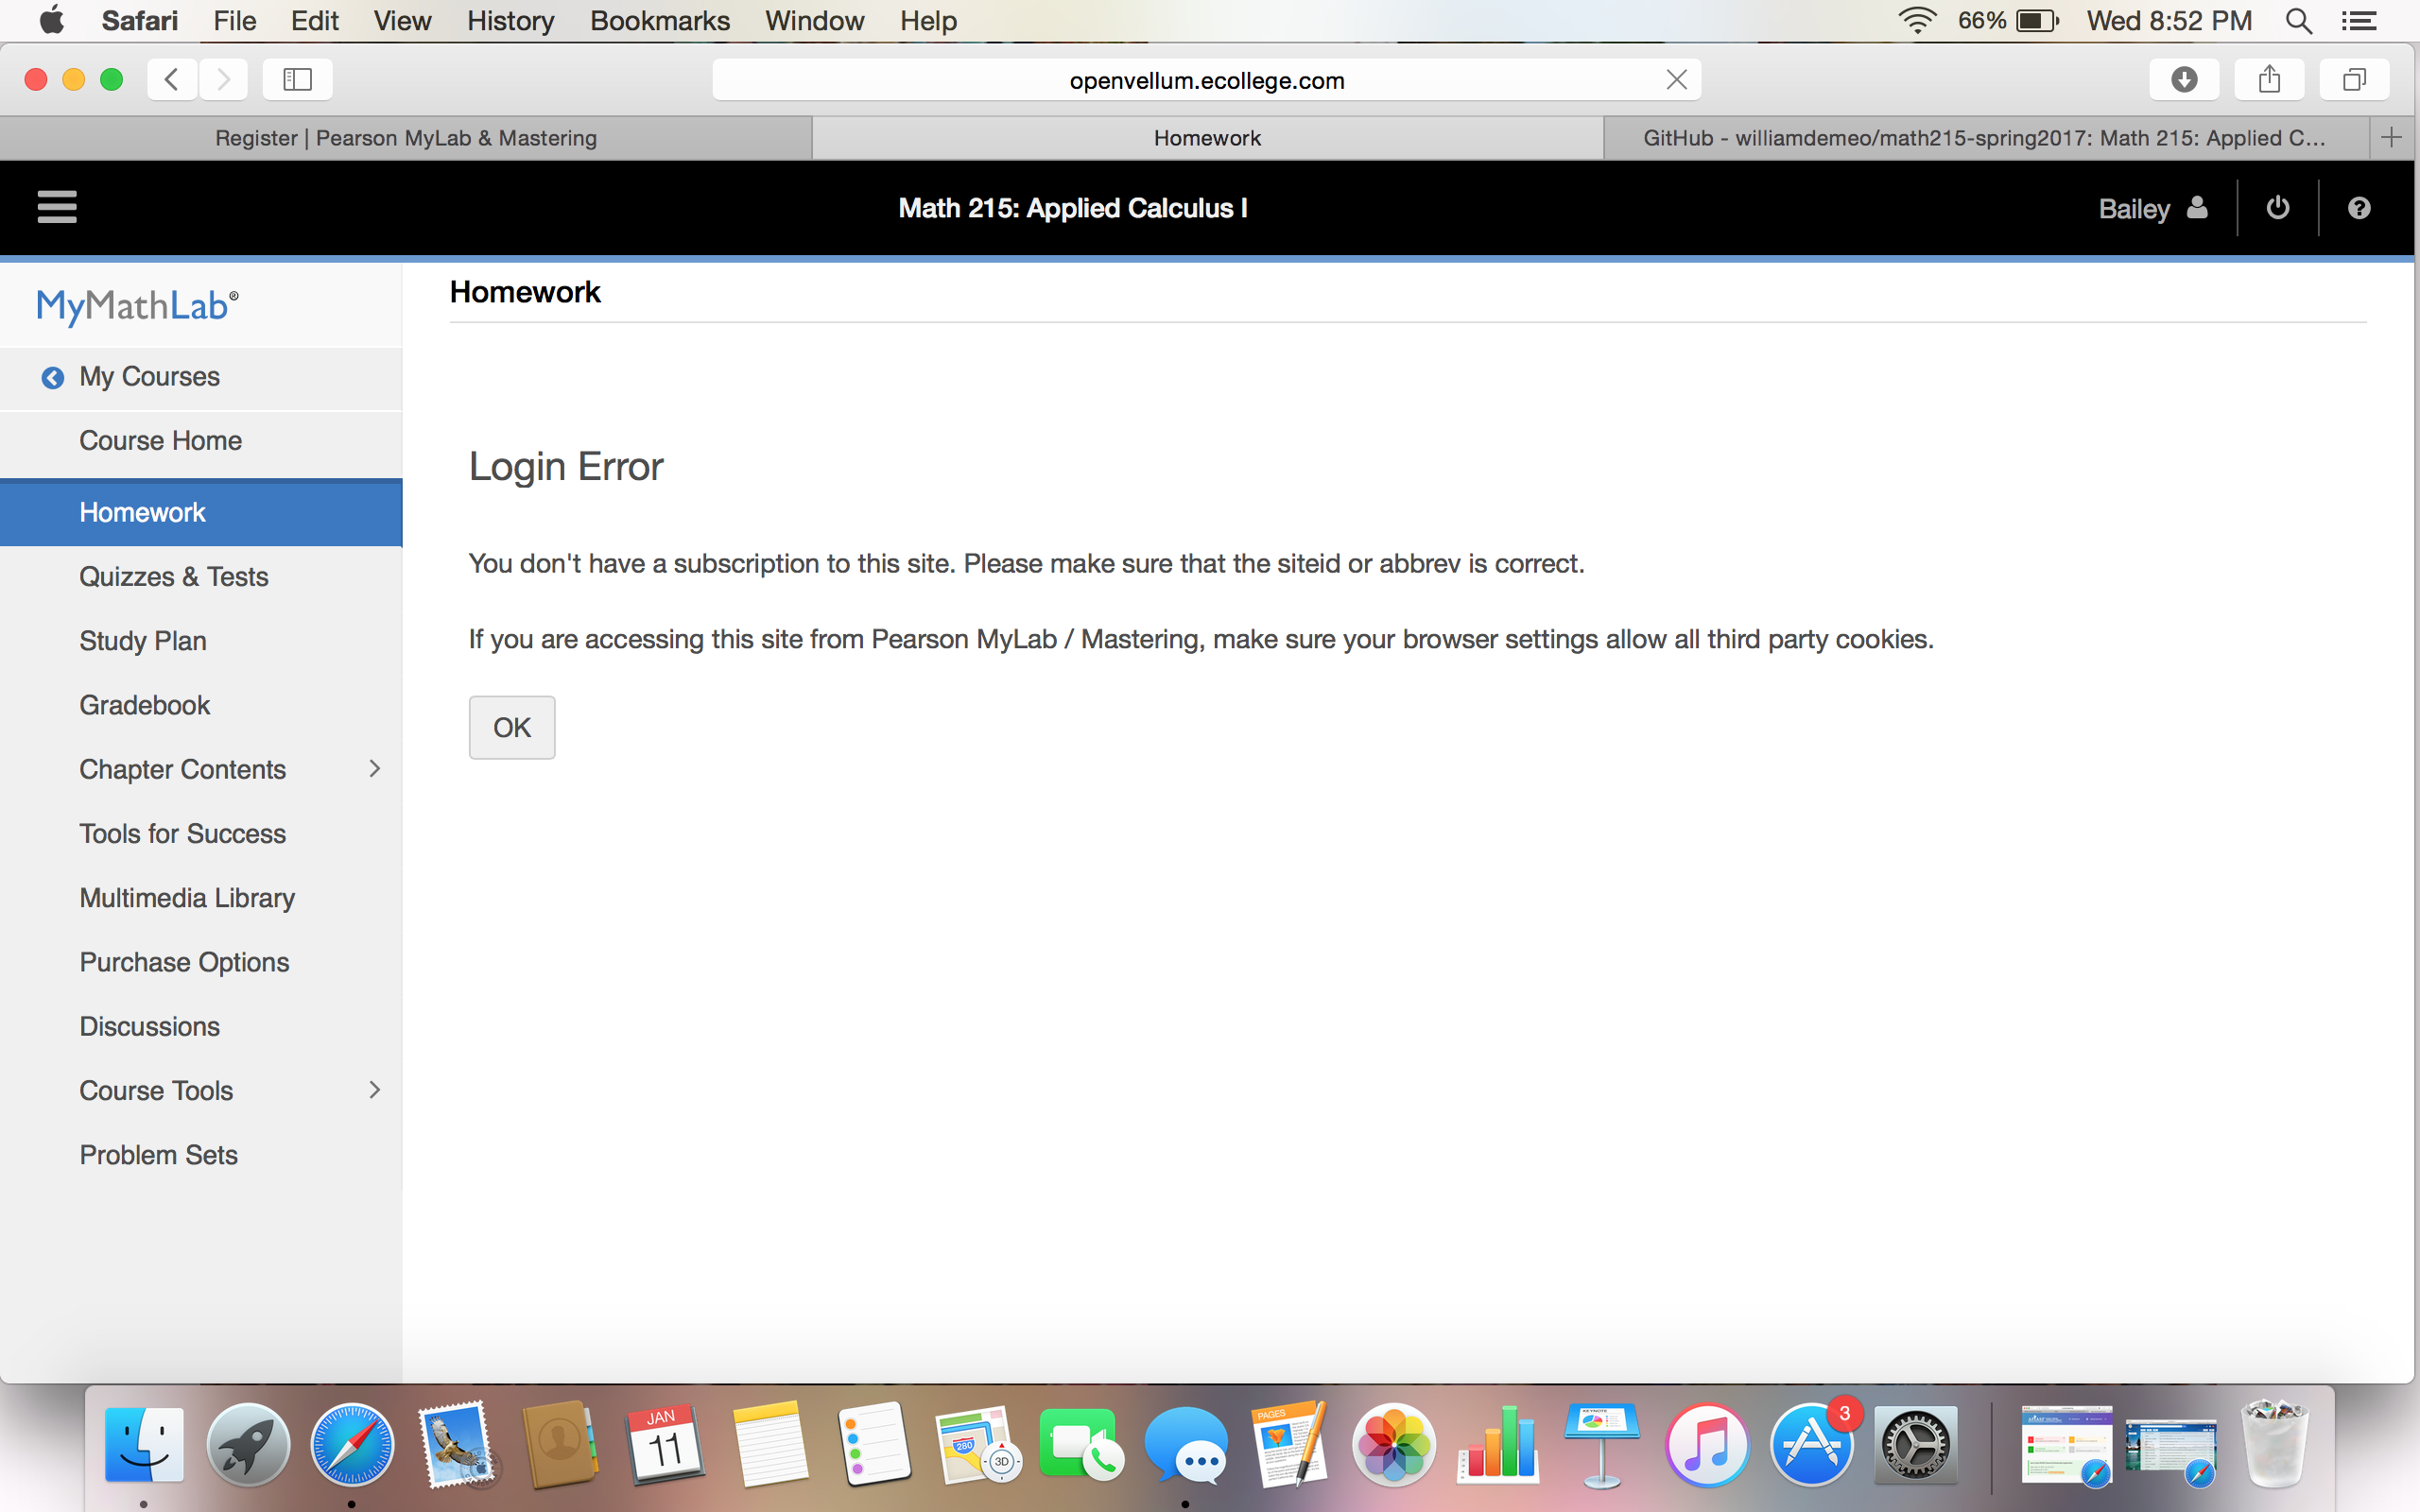 Safari File Edit View History Bookmarks Window Help 66% Wed 8:52 PM
openvellum.ecollege.com
Register | Pearson MyLab & Mastering Homework GitHub - williamdemeo/math215-spring2017: Math 215: Applied C...
Math 215: Applied Calculus I Bailey
MyMathLab®
My Courses
Course Home
Homework
Quizzes & Tests
Study Plan
Gradebook
Chapter Contents
Tools for Success
Multimedia Library
Purchase Options
Discussions
Course Tools
Problem Sets
Homework
Login Error
You don't have a subscription to this site. Please make sure that the siteid or abbrev is correct.
If you are accessing this site from Pearson MyLab / Mastering, make sure your browser settings allow all third party cookies.
OK
JAN
11
280
3D
PAGES
KEYNOTE
3